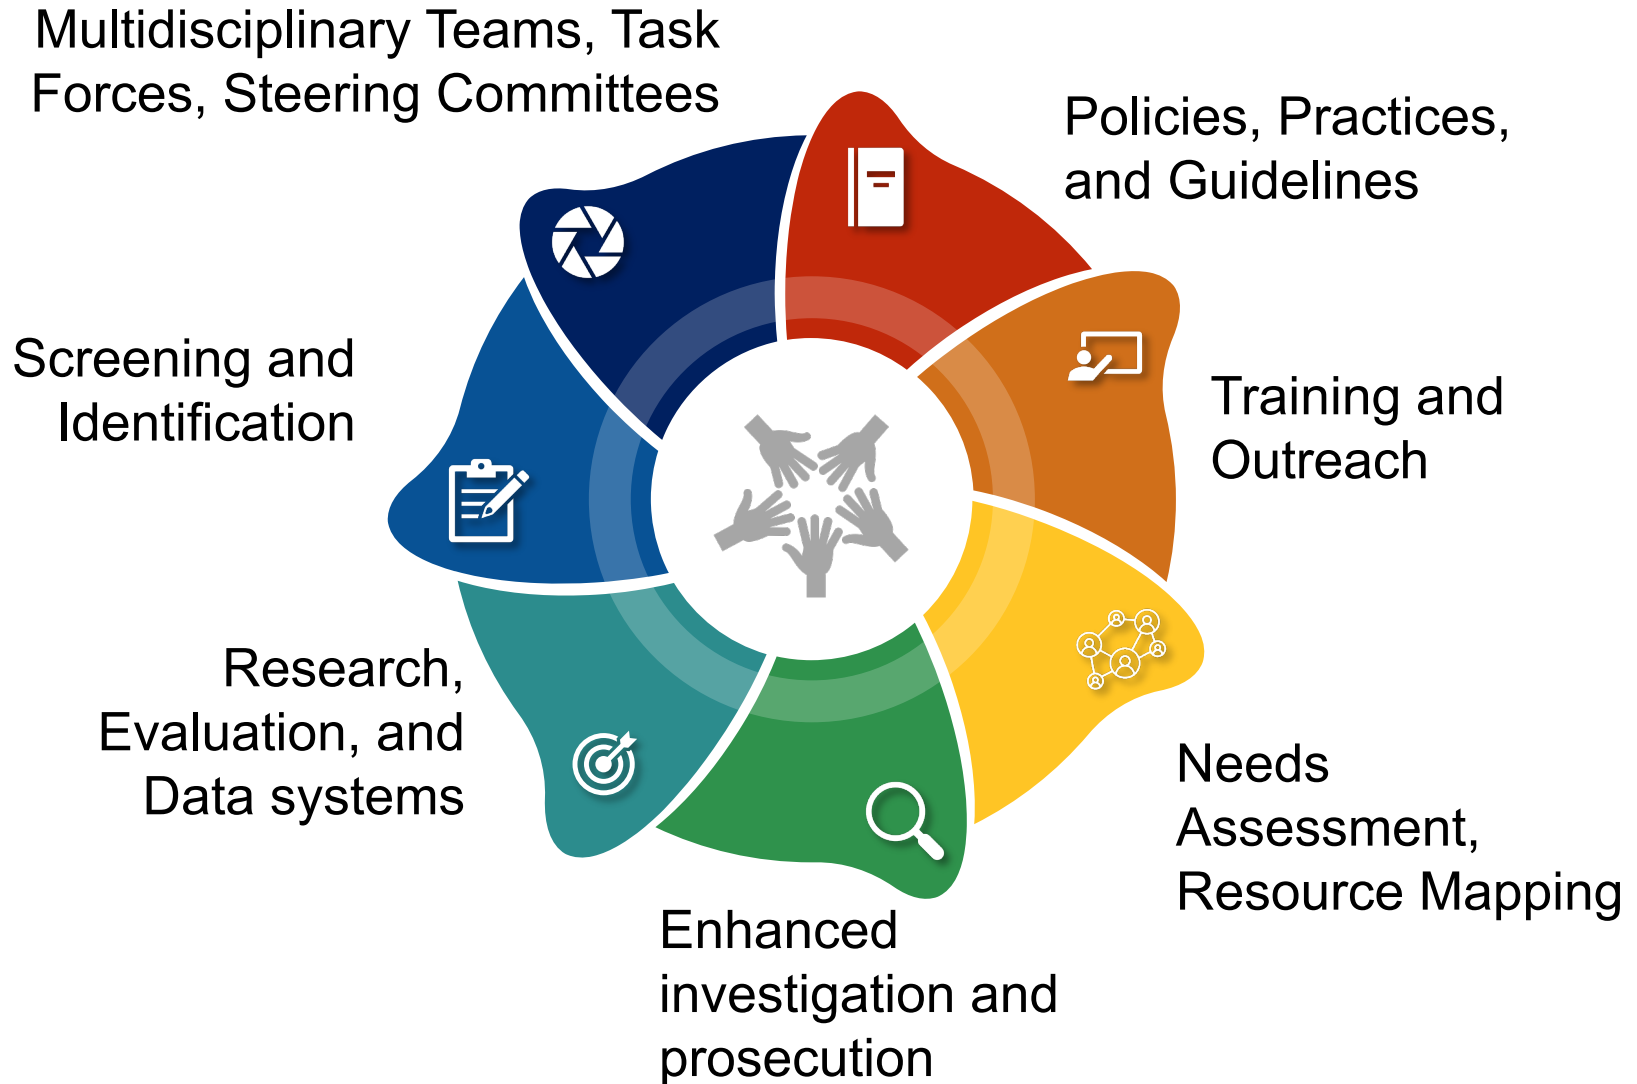 Multidisciplinary Teams, Task
Forces, Steering Committees
Policies, Practices,
and Guidelines
Training and
Outreach
Needs
Assessment,
Resource Mapping
Enhanced
investigation and
prosecution
Research,
Evaluation, and
Data systems
Screening and
Identification